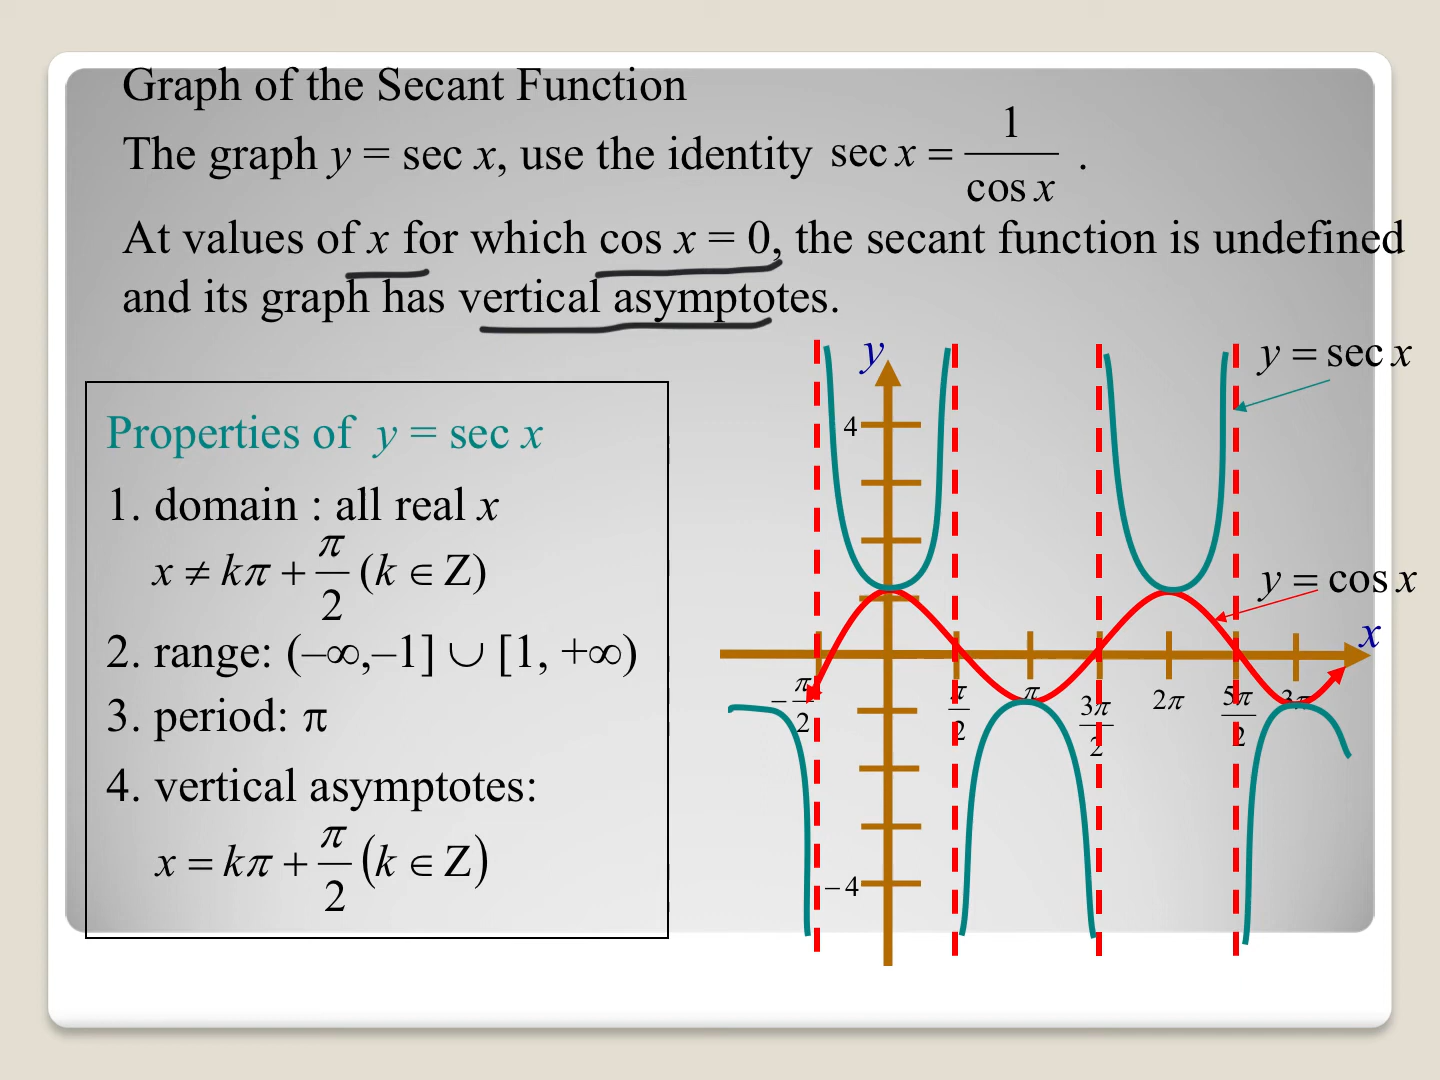 Graph of the Secant Function
The graph y = sec x, use the identity sec x = 1/cos x .
At values of x for which cos x = 0, the secant function is undefined
and its graph has vertical asymptotes.
Properties of y = sec x
1. domain : all real x
x ≠ kπ + π/2 (k ∈ Z)
2. range: (–∞,–1] ∪ [1, +∞)
3. period: π
4. vertical asymptotes:
x = kπ + π/2 (k ∈ Z)
y
y = sec x
4
y = cos x
x
−π/2
π/2
π
3π/2
2π
5π/2
3π
−4